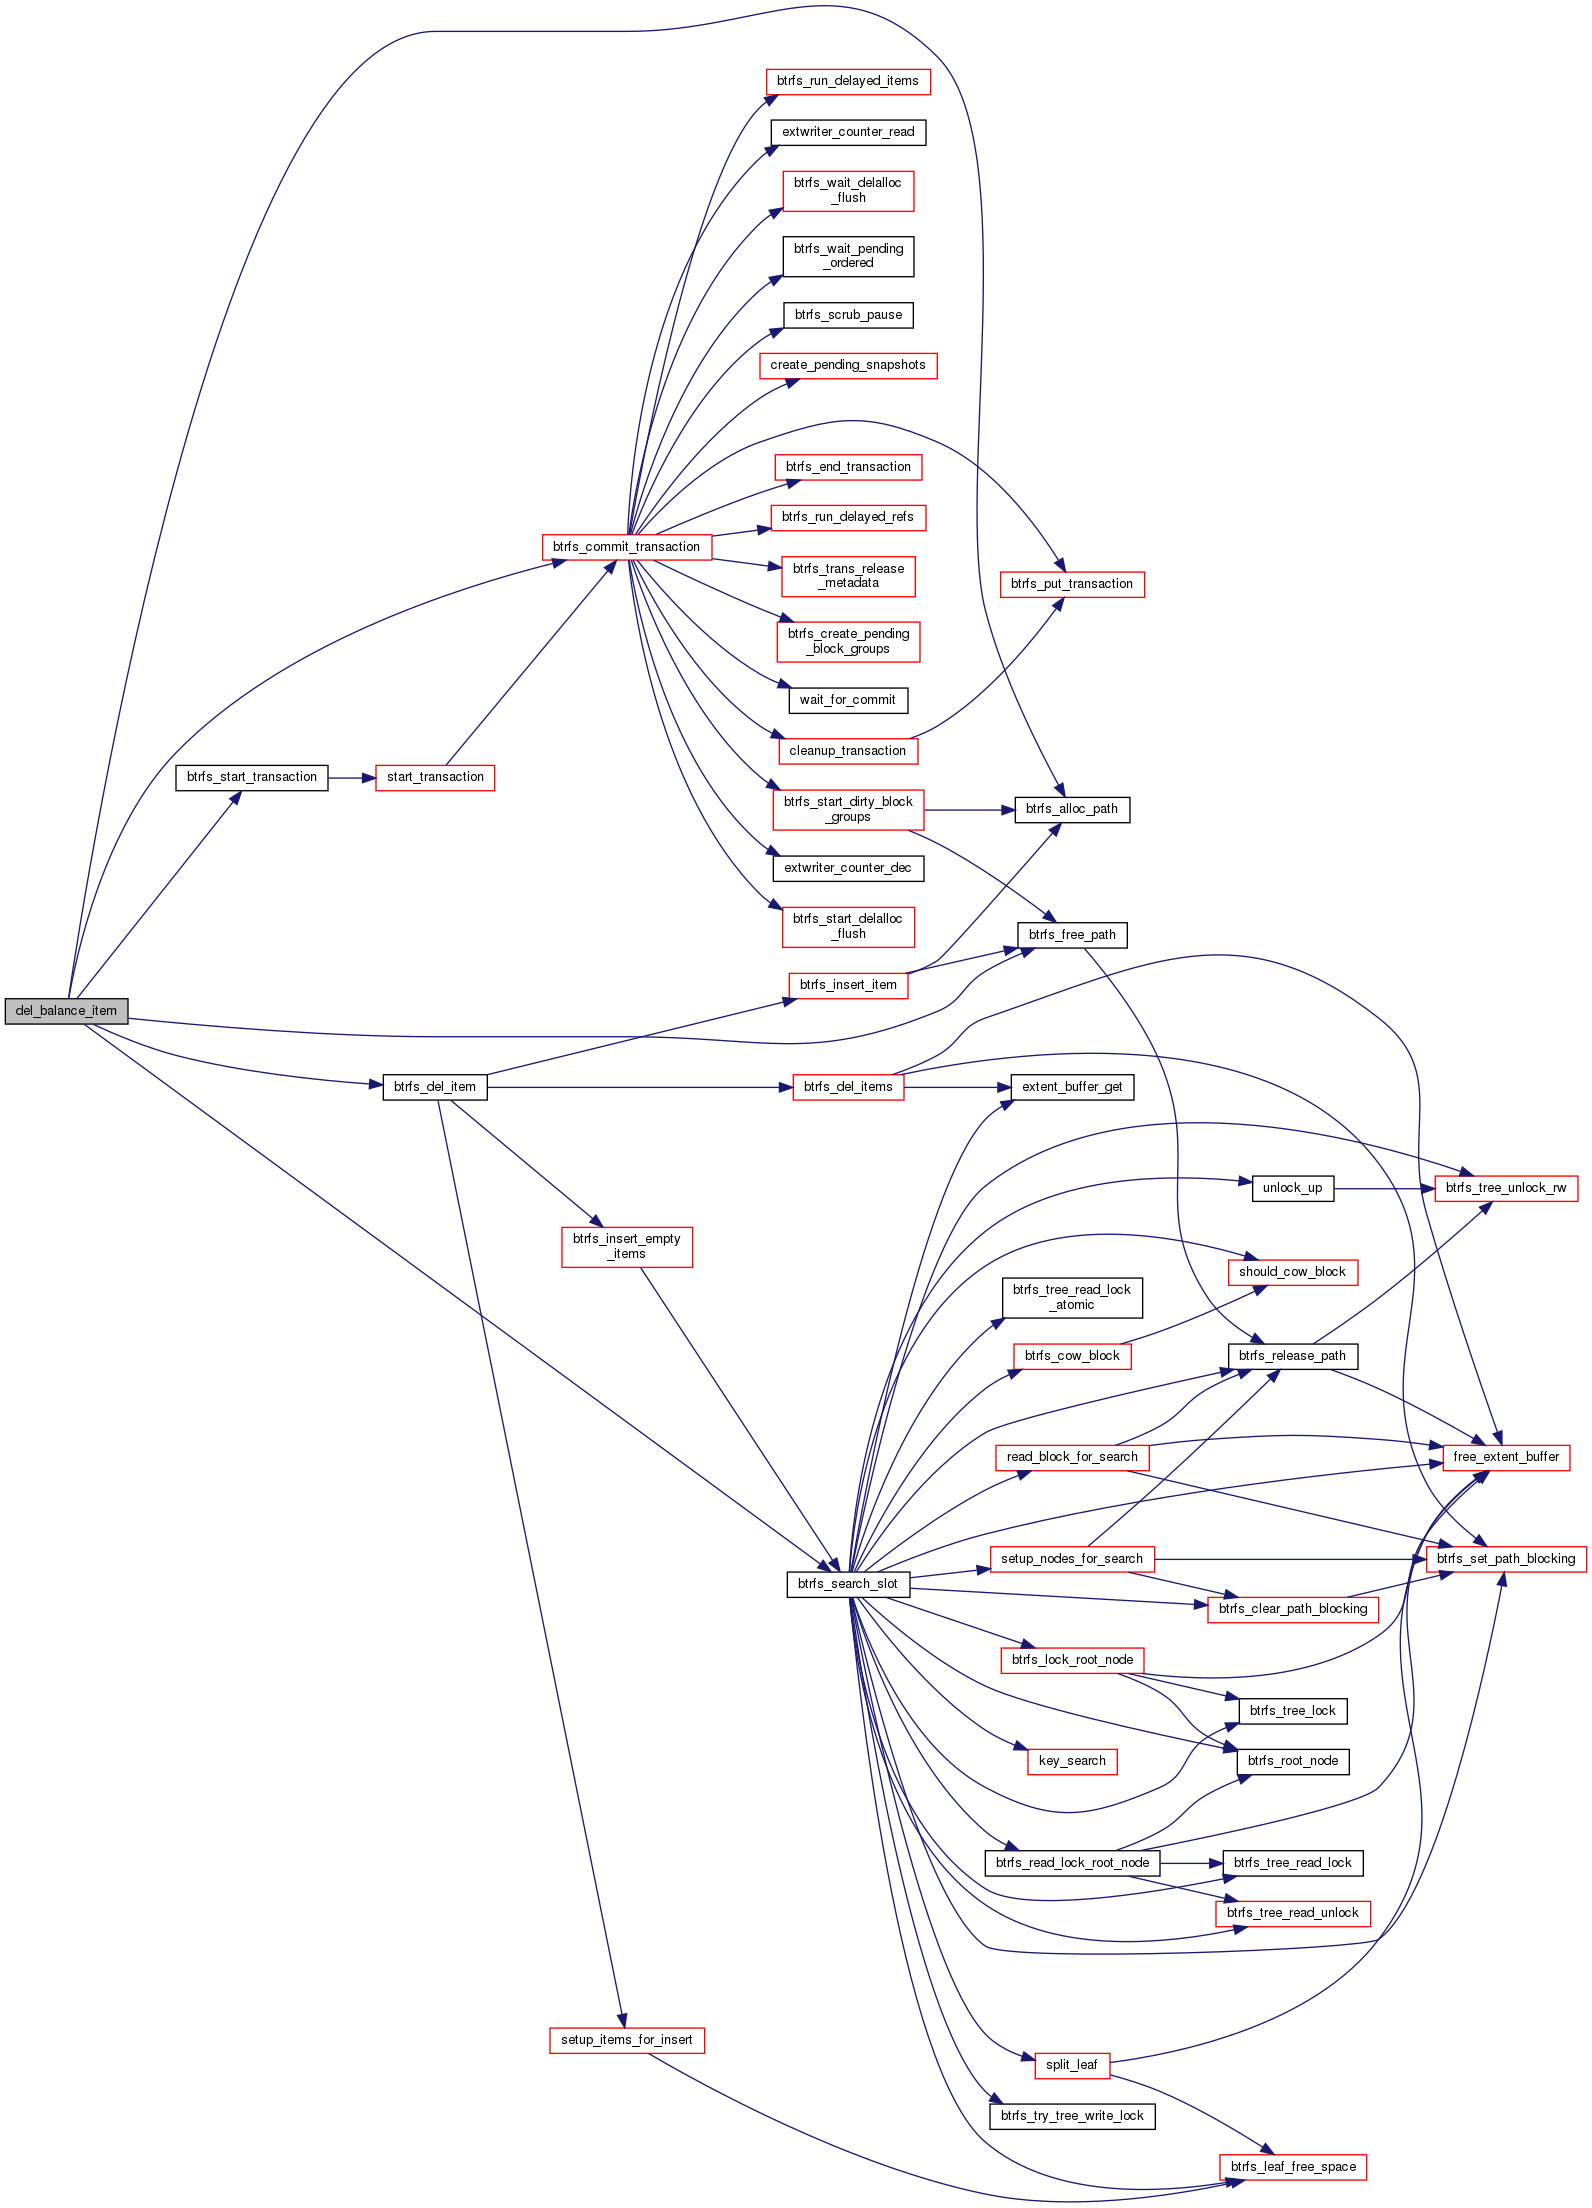 btrfs_run_delayed_items
extwriter_counter_read
btrfs_wait_delalloc
_flush
btrfs_wait_pending
_ordered
btrfs_scrub_pause
create_pending_snapshots
btrfs_end_transaction
btrfs_run_delayed_refs
btrfs_commit_transaction
btrfs_trans_release
_metadata
btrfs_put_transaction
btrfs_create_pending
_block_groups
wait_for_commit
cleanup_transaction
btrfs_start_transaction
start_transaction
btrfs_start_dirty_block
_groups
btrfs_alloc_path
extwriter_counter_dec
btrfs_start_delalloc
_flush
btrfs_free_path
btrfs_insert_item
del_balance_item
btrfs_del_item
btrfs_del_items
extent_buffer_get
unlock_up
btrfs_tree_unlock_rw
btrfs_insert_empty
_items
should_cow_block
btrfs_tree_read_lock
_atomic
btrfs_cow_block
btrfs_release_path
read_block_for_search
free_extent_buffer
setup_nodes_for_search
btrfs_set_path_blocking
btrfs_search_slot
btrfs_clear_path_blocking
btrfs_lock_root_node
btrfs_tree_lock
key_search
btrfs_root_node
btrfs_read_lock_root_node
btrfs_tree_read_lock
btrfs_tree_read_unlock
setup_items_for_insert
split_leaf
btrfs_try_tree_write_lock
btrfs_leaf_free_space